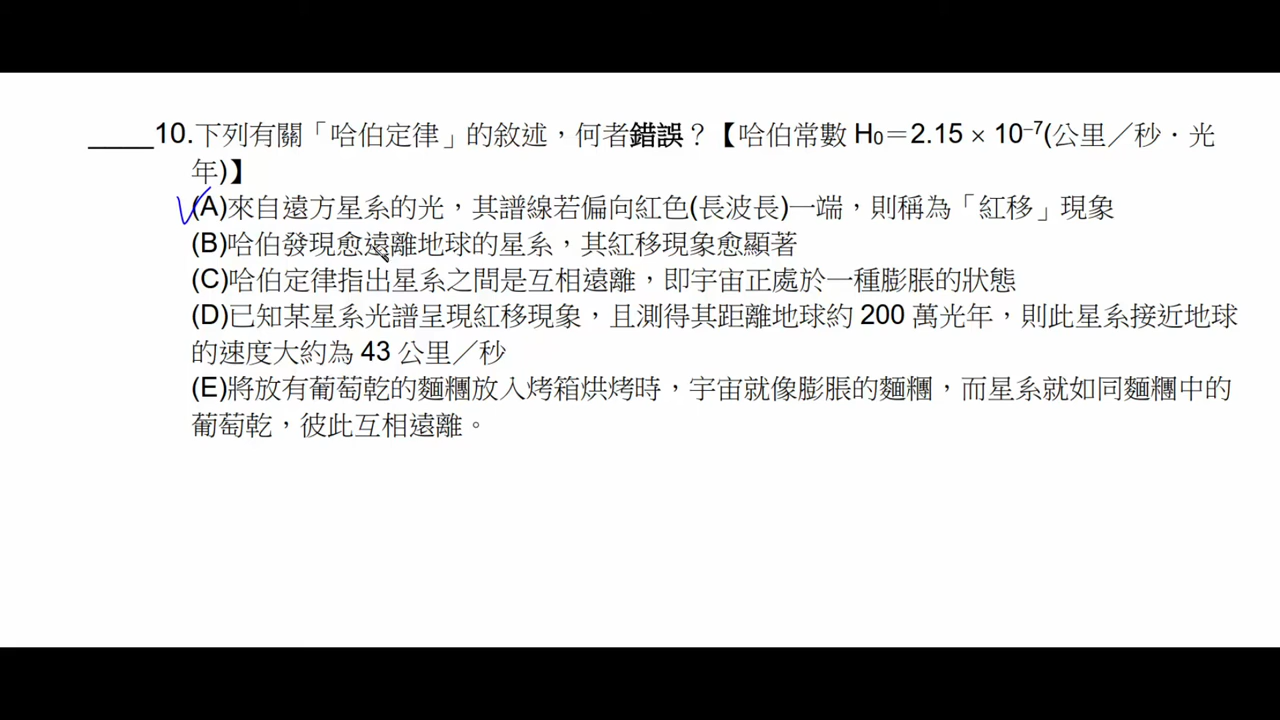 _____10.下列有關「哈伯定律」的敘述，何者錯誤？【哈伯常數 H₀＝2.15 × 10⁻⁷(公里／秒．光
年)】
(A)來自遠方星系的光，其譜線若偏向紅色(長波長)一端，則稱為「紅移」現象
(B)哈伯發現愈遠離地球的星系，其紅移現象愈顯著
(C)哈伯定律指出星系之間是互相遠離，即宇宙正處於一種膨脹的狀態
(D)已知某星系光譜呈現紅移現象，且測得其距離地球約 200 萬光年，則此星系接近地球
的速度大約為 43 公里／秒
(E)將放有葡萄乾的麵糰放入烤箱烘烤時，宇宙就像膨脹的麵糰，而星系就如同麵糰中的
葡萄乾，彼此互相遠離。